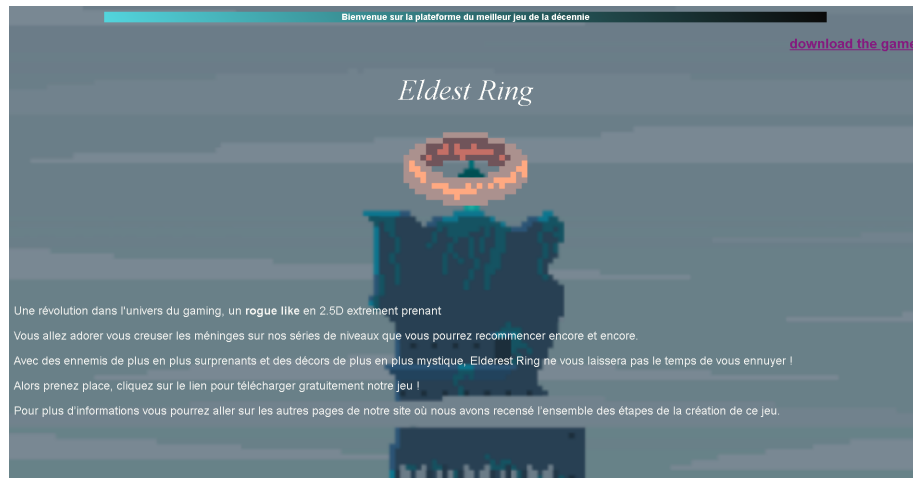 Bienvenue sur la plateforme du meilleur jeu de la décennie
download the game
Eldest Ring
Une révolution dans l'univers du gaming, un rogue like en 2.5D extrement prenant
Vous allez adorer vous creuser les méninges sur nos séries de niveaux que vous pourrez recommencer encore et encore.
Avec des ennemis de plus en plus surprenants et des décors de plus en plus mystique, Elderest Ring ne vous laissera pas le temps de vous ennuyer !
Alors prenez place, cliquez sur le lien pour télécharger gratuitement notre jeu !
Pour plus d'informations vous pourrez aller sur les autres pages de notre site où nous avons recensé l'ensemble des étapes de la création de ce jeu.